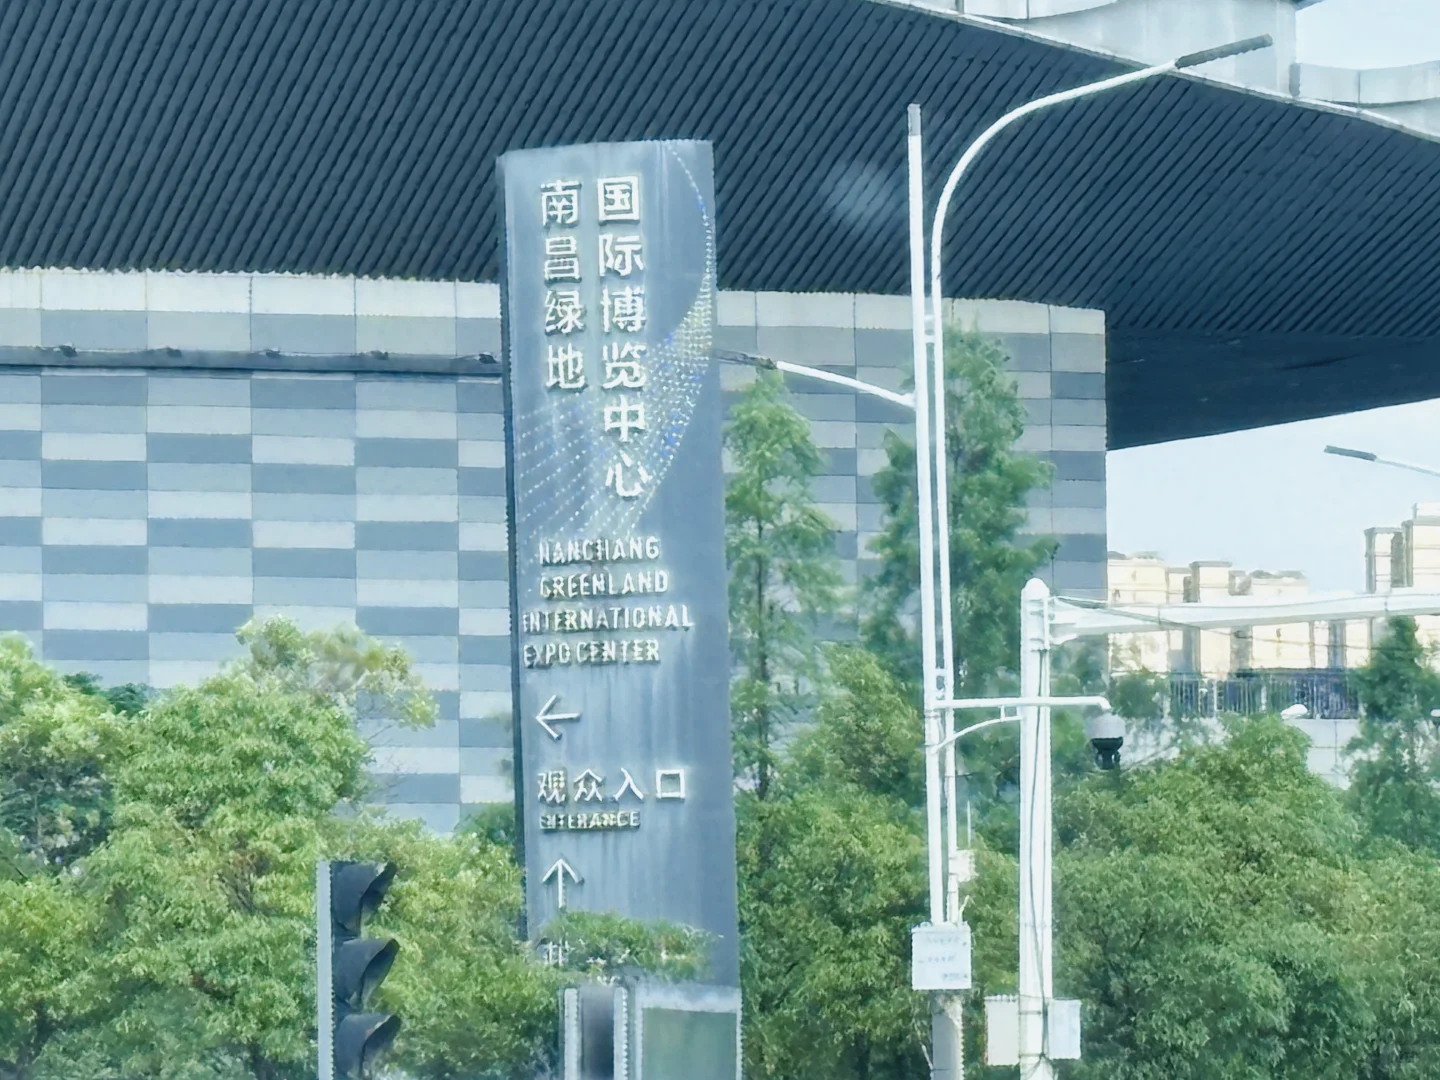 南昌绿地
国际博览中心
NANCHANG
GREENLAND
INTERNATIONAL
EXPO CENTER
←
观众入口
ENTERANCE
↑